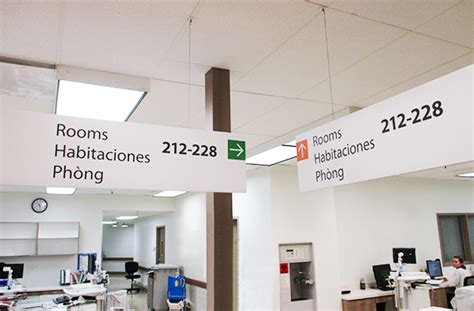 Rooms
Habitaciones 212-228 →
Phòng
↑ Rooms 212-228
Habitaciones
Phòng